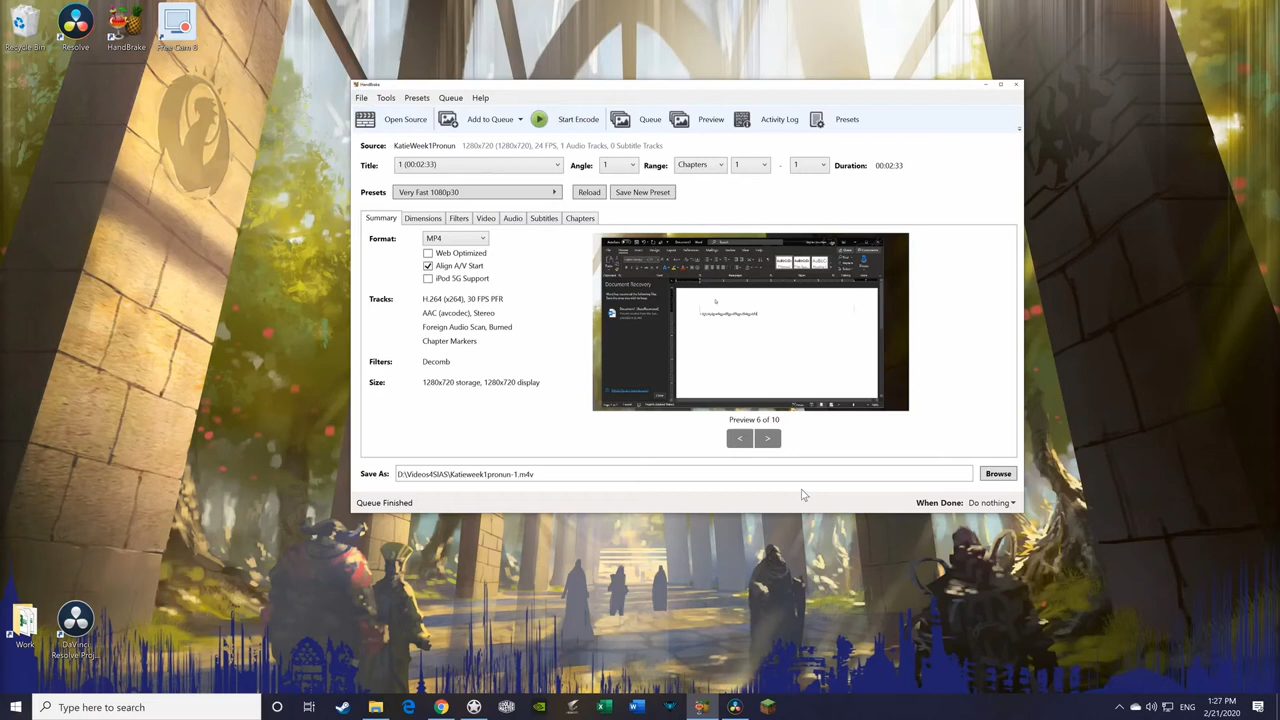 Recycle Bin
Resolve
HandBrake
Free Cam 8
HandBrake
File Tools Presets Queue Help
Open Source Add to Queue Start Encode Queue Preview Activity Log Presets
Source: KatieWeek1Pronun 1280x720 (1280x720), 24 FPS, 1 Audio Tracks, 0 Subtitle Tracks
Title: 1 (00:02:33) Angle: 1 Range: Chapters 1 - 1 Duration: 00:02:33
Presets Very Fast 1080p30 Reload Save New Preset
Summary Dimensions Filters Video Audio Subtitles Chapters
Format: MP4
Web Optimized
Align A/V Start
iPod 5G Support
Tracks: H.264 (x264), 30 FPS PFR
AAC (avcodec), Stereo
Foreign Audio Scan, Burned
Chapter Markers
Filters: Decomb
Size: 1280x720 storage, 1280x720 display
Document Recovery
Preview 6 of 10
< >
Save As: D:\Videos4SIAS\Katieweek1pronun-1.m4v Browse
Queue Finished When Done: Do nothing
Work
DaVinci
Resolve Proj...
Type here to search
ENG
1:27 PM
2/21/2020